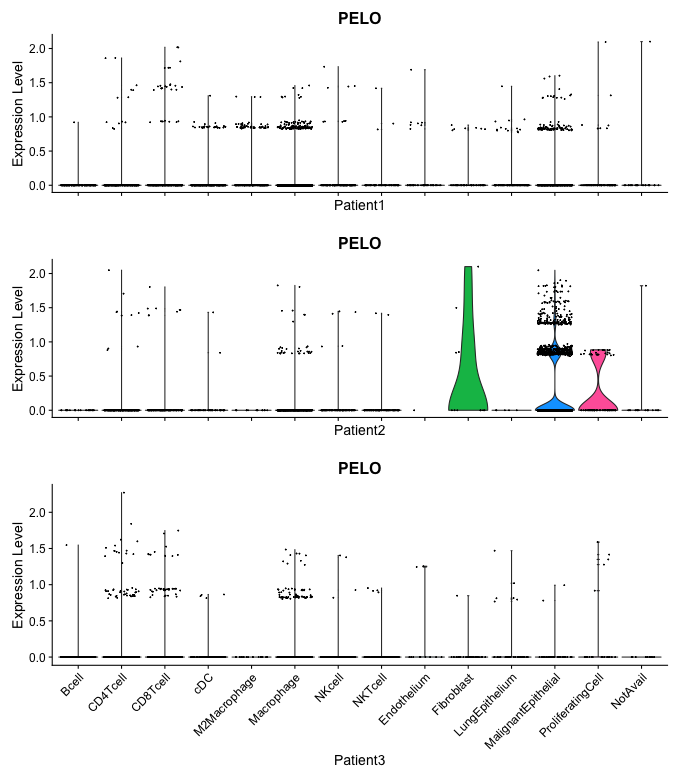 PELO
Expression Level
2.0
1.5
1.0
0.5
0.0
Patient1
PELO
Expression Level
2.0
1.5
1.0
0.5
0.0
Patient2
PELO
Expression Level
2.0
1.5
1.0
0.5
0.0
Bcell
CD4Tcell
CD8Tcell
cDC
M2Macrophage
Macrophage
NKcell
NKTcell
Endothelium
Fibroblast
LungEpithelium
MalignantEpithelial
ProliferatingCell
NotAvail
Patient3